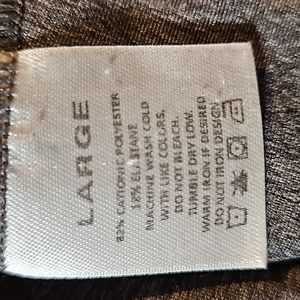 LARGE
82% CATIONIC POLYESTER
18% ELASTANE
MACHINE WASH COLD
WITH LIKE COLORS.
DO NOT BLEACH.
TUMBLE DRY LOW.
WARM IRON IF DESIRED
DO NOT IRON DESIGN